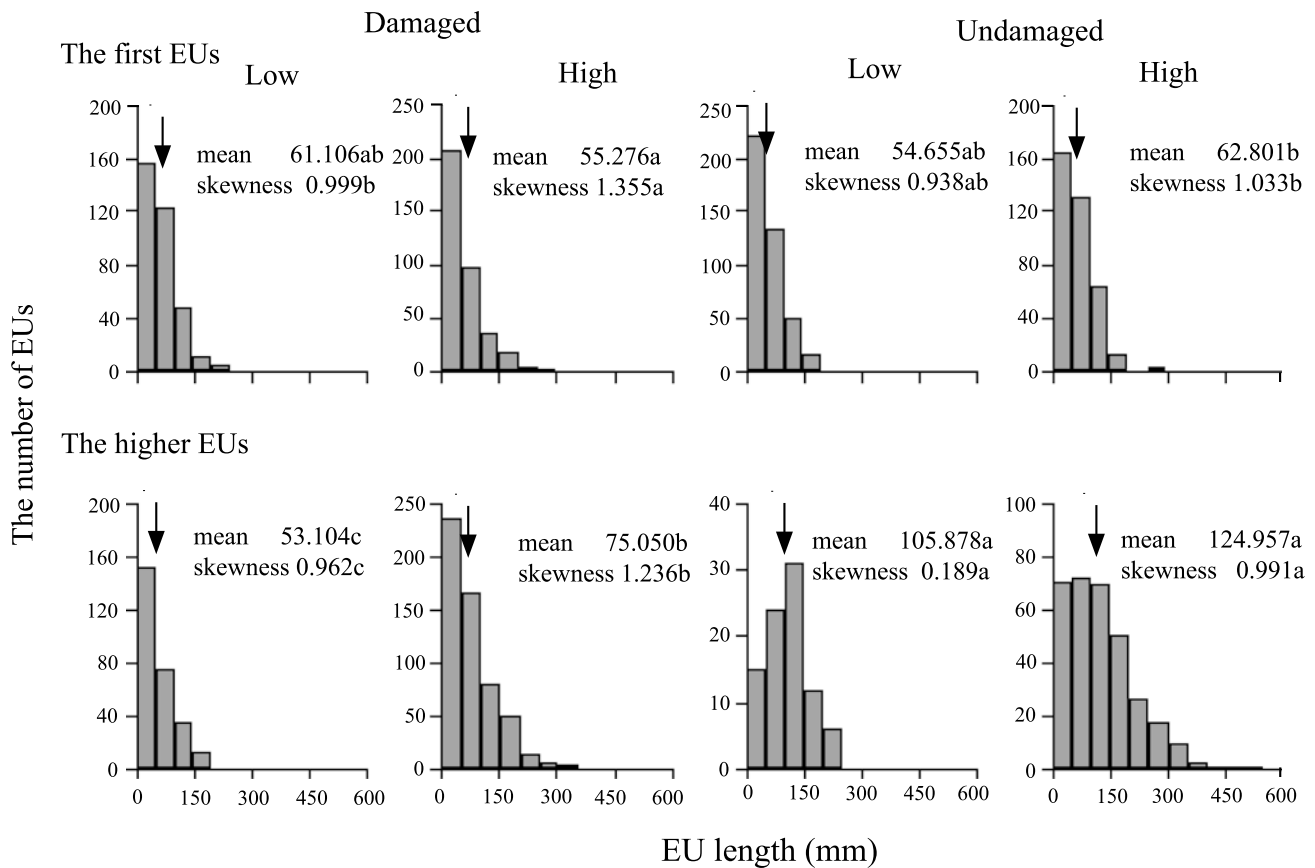 Damaged
Undamaged
The first EUs
Low
High
Low
High
200
160
120
80
40
0
mean 61.106ab
skewness 0.999b
250
200
150
100
50
0
mean 55.276a
skewness 1.355a
250
200
150
100
50
0
mean 54.655ab
skewness 0.938ab
200
160
120
80
40
0
mean 62.801b
skewness 1.033b
The number of EUs
The higher EUs
200
160
120
80
40
0
mean 53.104c
skewness 0.962c
0 150 300 450 600
250
200
150
100
50
0
mean 75.050b
skewness 1.236b
0 150 300 450 600
40
30
20
10
0
mean 105.878a
skewness 0.189a
0 150 300 450 600
100
80
60
40
20
0
mean 124.957a
skewness 0.991a
0 150 300 450 600
EU length (mm)